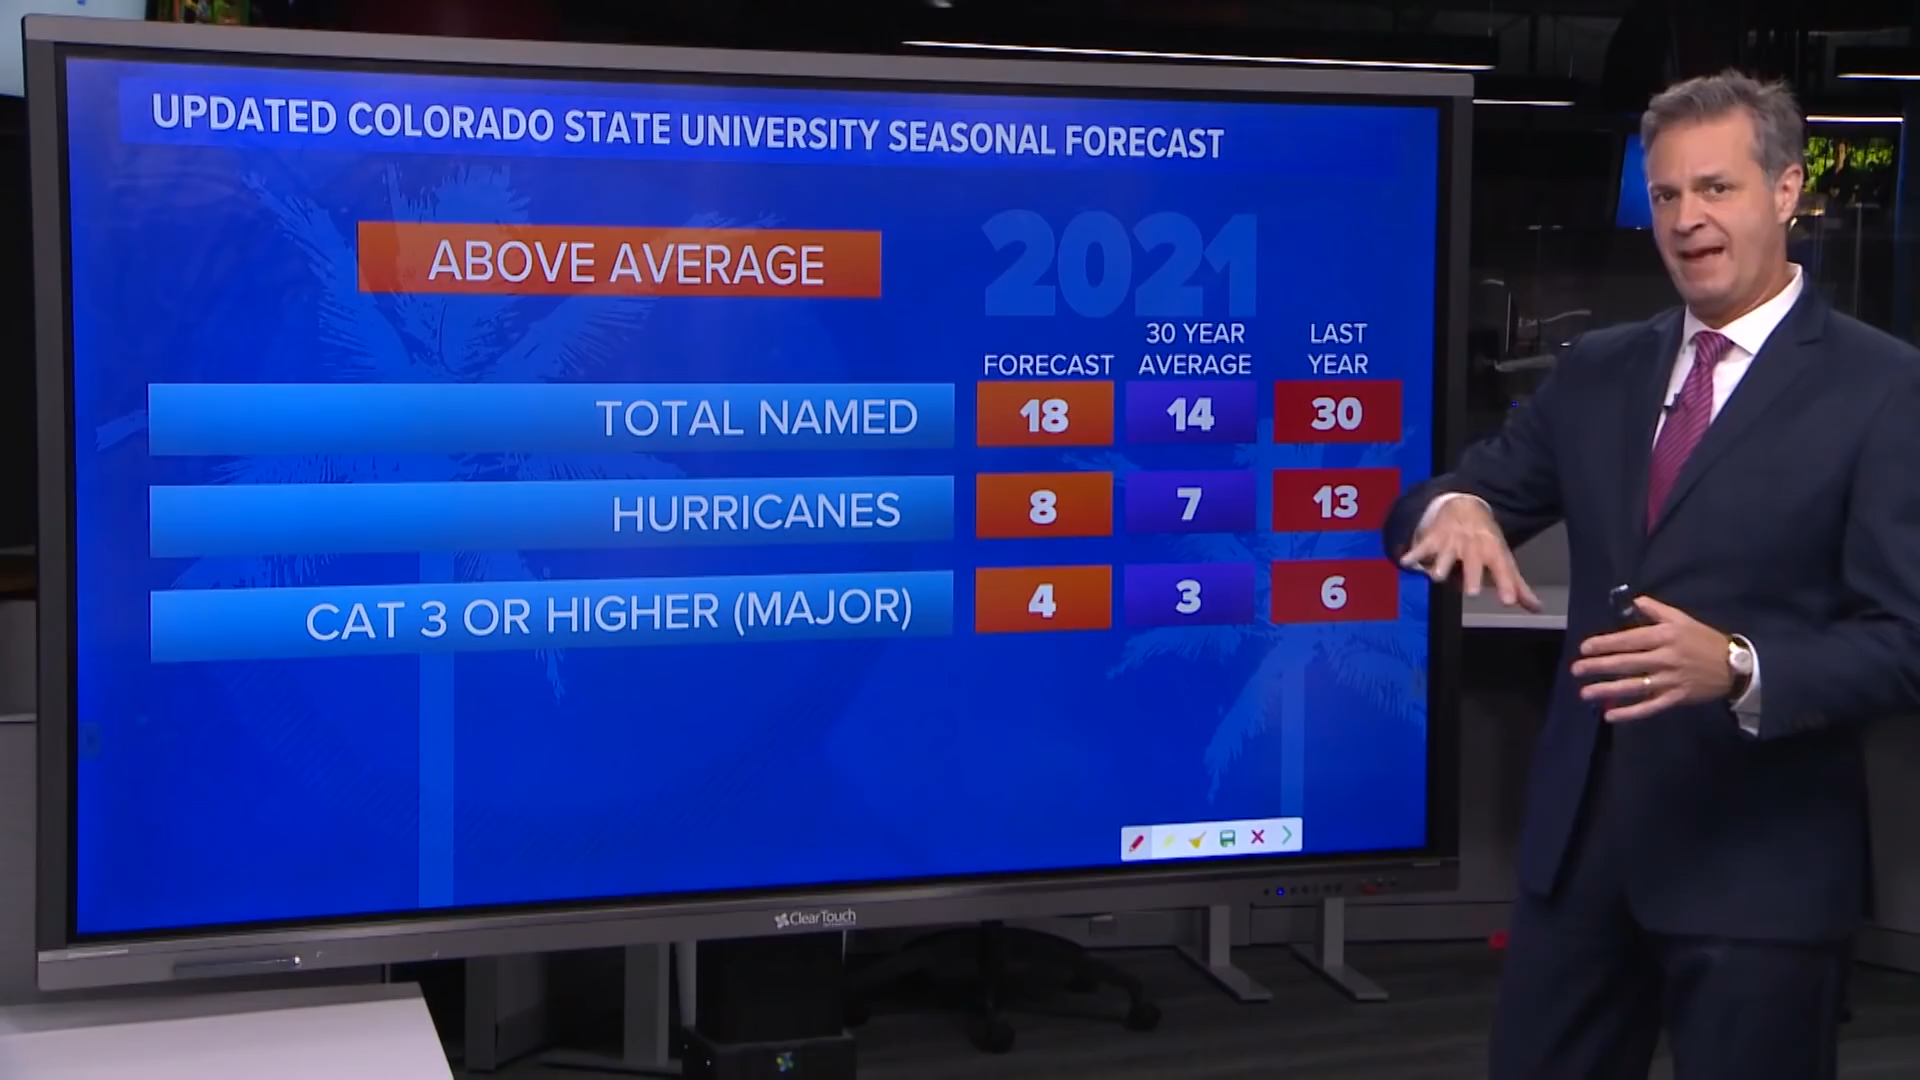 UPDATED COLORADO STATE UNIVERSITY SEASONAL FORECAST
ABOVE AVERAGE
2021
FORECAST
30 YEAR
AVERAGE
LAST
YEAR
TOTAL NAMED 18 14 30
HURRICANES 8 7 13
CAT 3 OR HIGHER (MAJOR) 4 3 6
ClearTouch